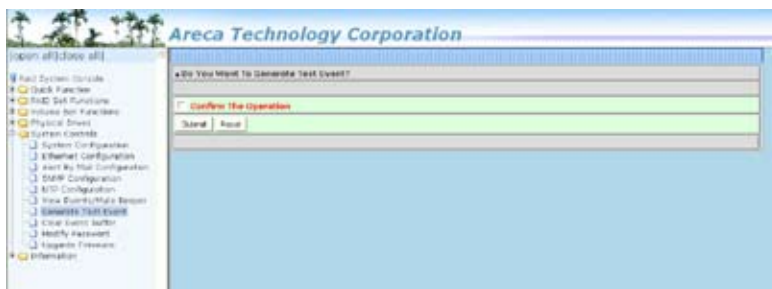 Areca Technology Corporation
[open all|close all]
Raid System Console
Quick Function
RAID Set Functions
Volume Set Functions
Physical Drives
System Controls
System Configuration
Ethernet Configuration
Alert By Mail Configuration
SNMP Configuration
NTP Configuration
View Events/Mute Beeper
Generate Test Event
Clear Event Buffer
Modify Password
Upgrade Firmware
Information
Do You Want To Generate Test Event?
Confirm The Operation
Submit Reset